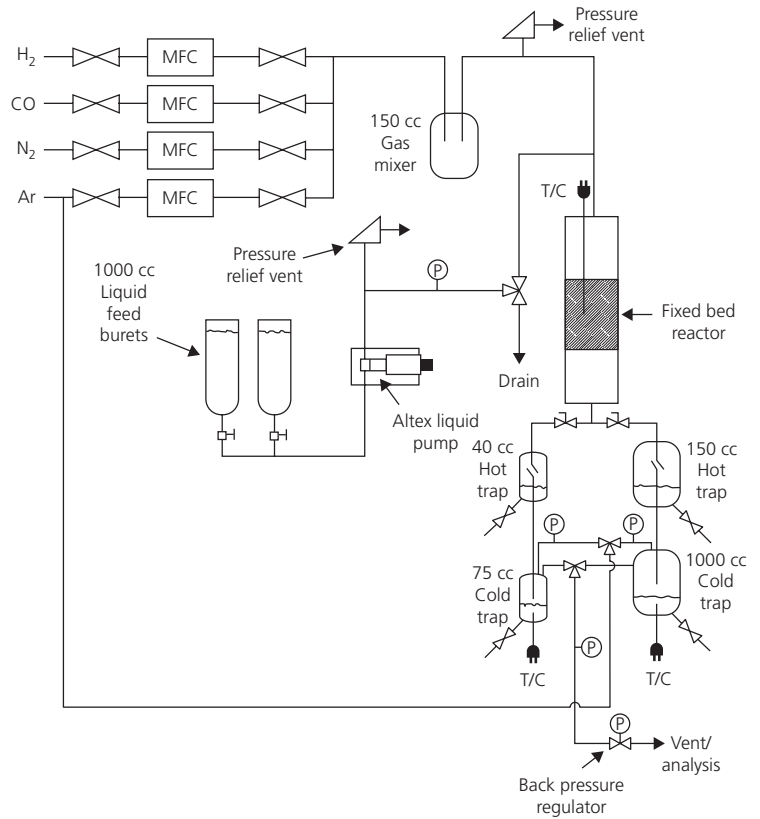 Pressure
relief vent
H₂
MFC
CO
MFC
150 cc
Gas
mixer
N₂
MFC
Ar
MFC
T/C
Pressure
relief vent
P
1000 cc
Liquid
feed
burets
Fixed bed
reactor
Drain
Altex liquid
pump
40 cc
Hot
trap
150 cc
Hot
trap
P
P
75 cc
Cold
trap
1000 cc
Cold
trap
P
T/C
T/C
P
Vent/
analysis
Back pressure
regulator